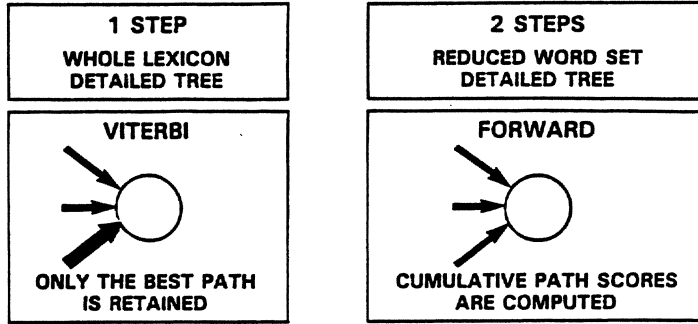 1 STEP
WHOLE LEXICON
DETAILED TREE
VITERBI
ONLY THE BEST PATH
IS RETAINED
2 STEPS
REDUCED WORD SET
DETAILED TREE
FORWARD
CUMULATIVE PATH SCORES
ARE COMPUTED